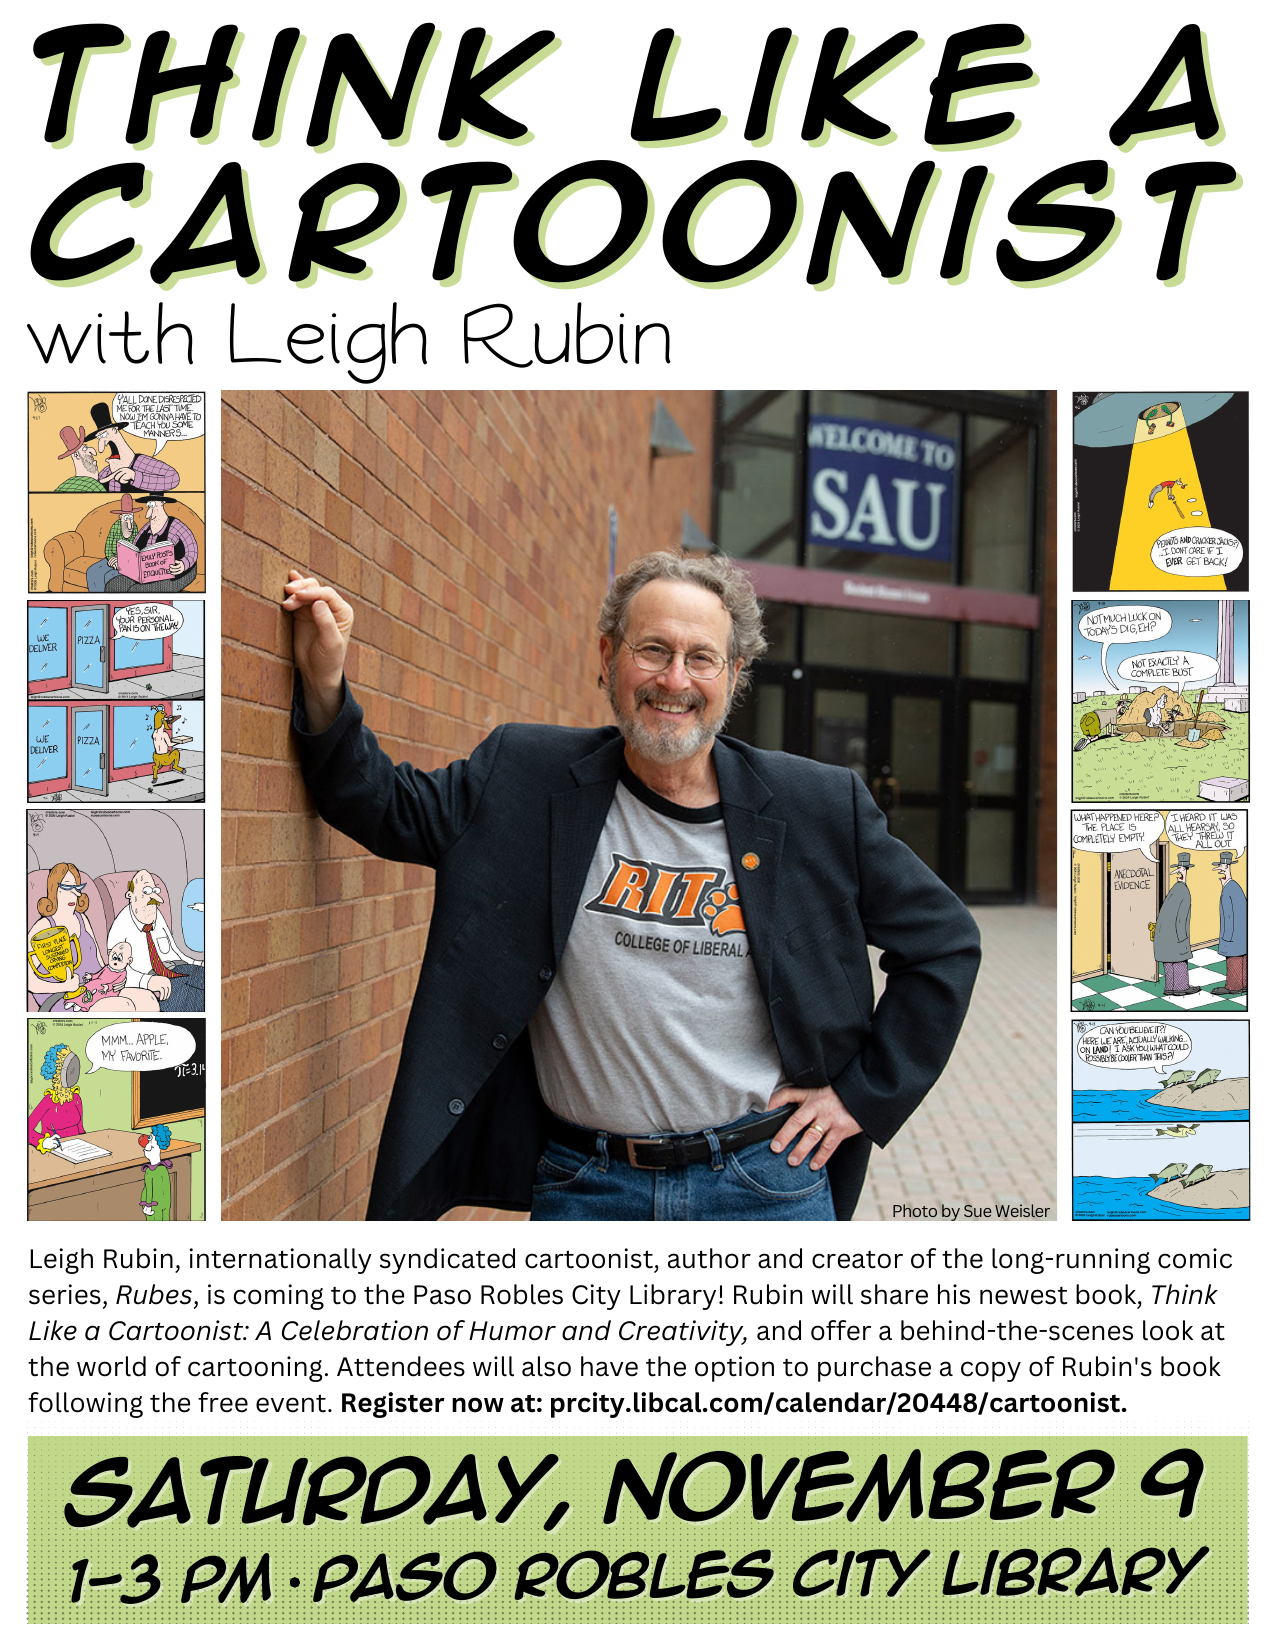 THINK LIKE A
CARTOONIST
with Leigh Rubin
Y'ALL DONE DISRESPECTED
ME FOR THE LAST TIME.
NOW I'M GONNA HAVE TO
TEACH YOU SOME
MANNERS...
EMILY POST'S
BOOK OF
ETIQUETTE
YES, SIR,
YOUR PERSONAL
PAN IS ON THE WAY.
WE
DELIVER
PIZZA
WE
DELIVER
PIZZA
FIRST PLACE
LONGEST
SUSTAINED
CRYING
COMPETITION
MMM... APPLE,
MY FAVORITE.
π=3.14
WELCOME TO
SAU
RIT
COLLEGE OF LIBERAL A
Photo by Sue Weisler
PEANUTS AND CRACKER JACKS?!
...I DON'T CARE IF I
EVER GET BACK!
NOT MUCH LUCK ON
TODAY'S DIG, EH?
NOT EXACTLY A
COMPLETE BUST.
WHAT HAPPENED HERE?
THE PLACE IS
COMPLETELY EMPTY!
I HEARD IT WAS
ALL HEARSAY, SO
THEY THREW IT
ALL OUT.
ANECDOTAL
EVIDENCE
CAN YOU BELIEVE IT?!
HERE WE ARE, ACTUALLY WALKING...
ON LAND! I ASK YOU, WHAT COULD
POSSIBLY BE COOLER THAN THIS?!
Leigh Rubin, internationally syndicated cartoonist, author and creator of the long-running comic
series, Rubes, is coming to the Paso Robles City Library! Rubin will share his newest book, Think
Like a Cartoonist: A Celebration of Humor and Creativity, and offer a behind-the-scenes look at
the world of cartooning. Attendees will also have the option to purchase a copy of Rubin's book
following the free event. Register now at: prcity.libcal.com/calendar/20448/cartoonist.
SATURDAY, NOVEMBER 9
1–3 PM · PASO ROBLES CITY LIBRARY